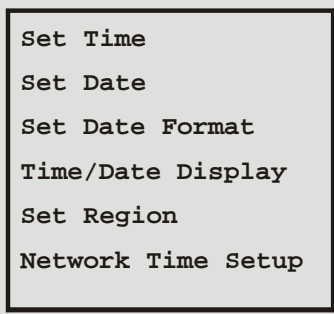 Set Time
Set Date
Set Date Format
Time/Date Display
Set Region
Network Time Setup